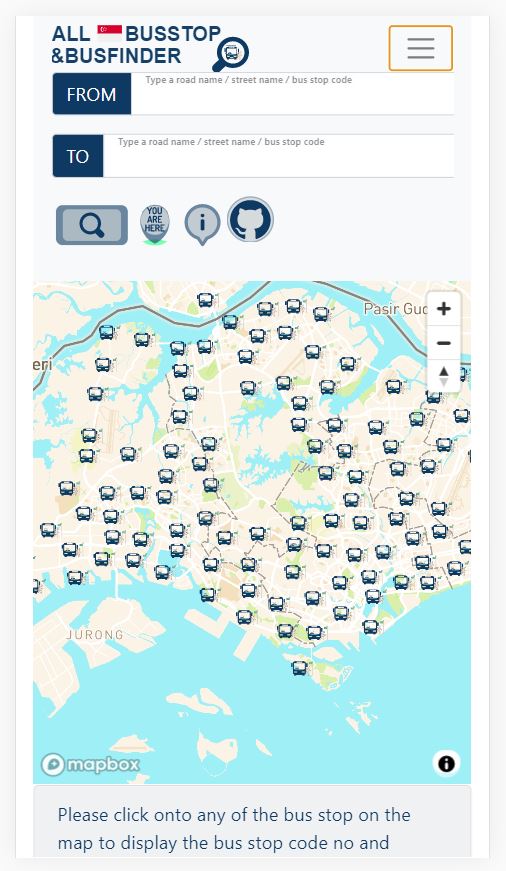 ALL BUSSTOP
&BUSFINDER
FROM
Type a road name / street name / bus stop code
TO
Type a road name / street name / bus stop code
YOU
ARE
HERE
i
Pasir Gud
eri
JURONG
mapbox
Please click onto any of the bus stop on the
map to display the bus stop code no and